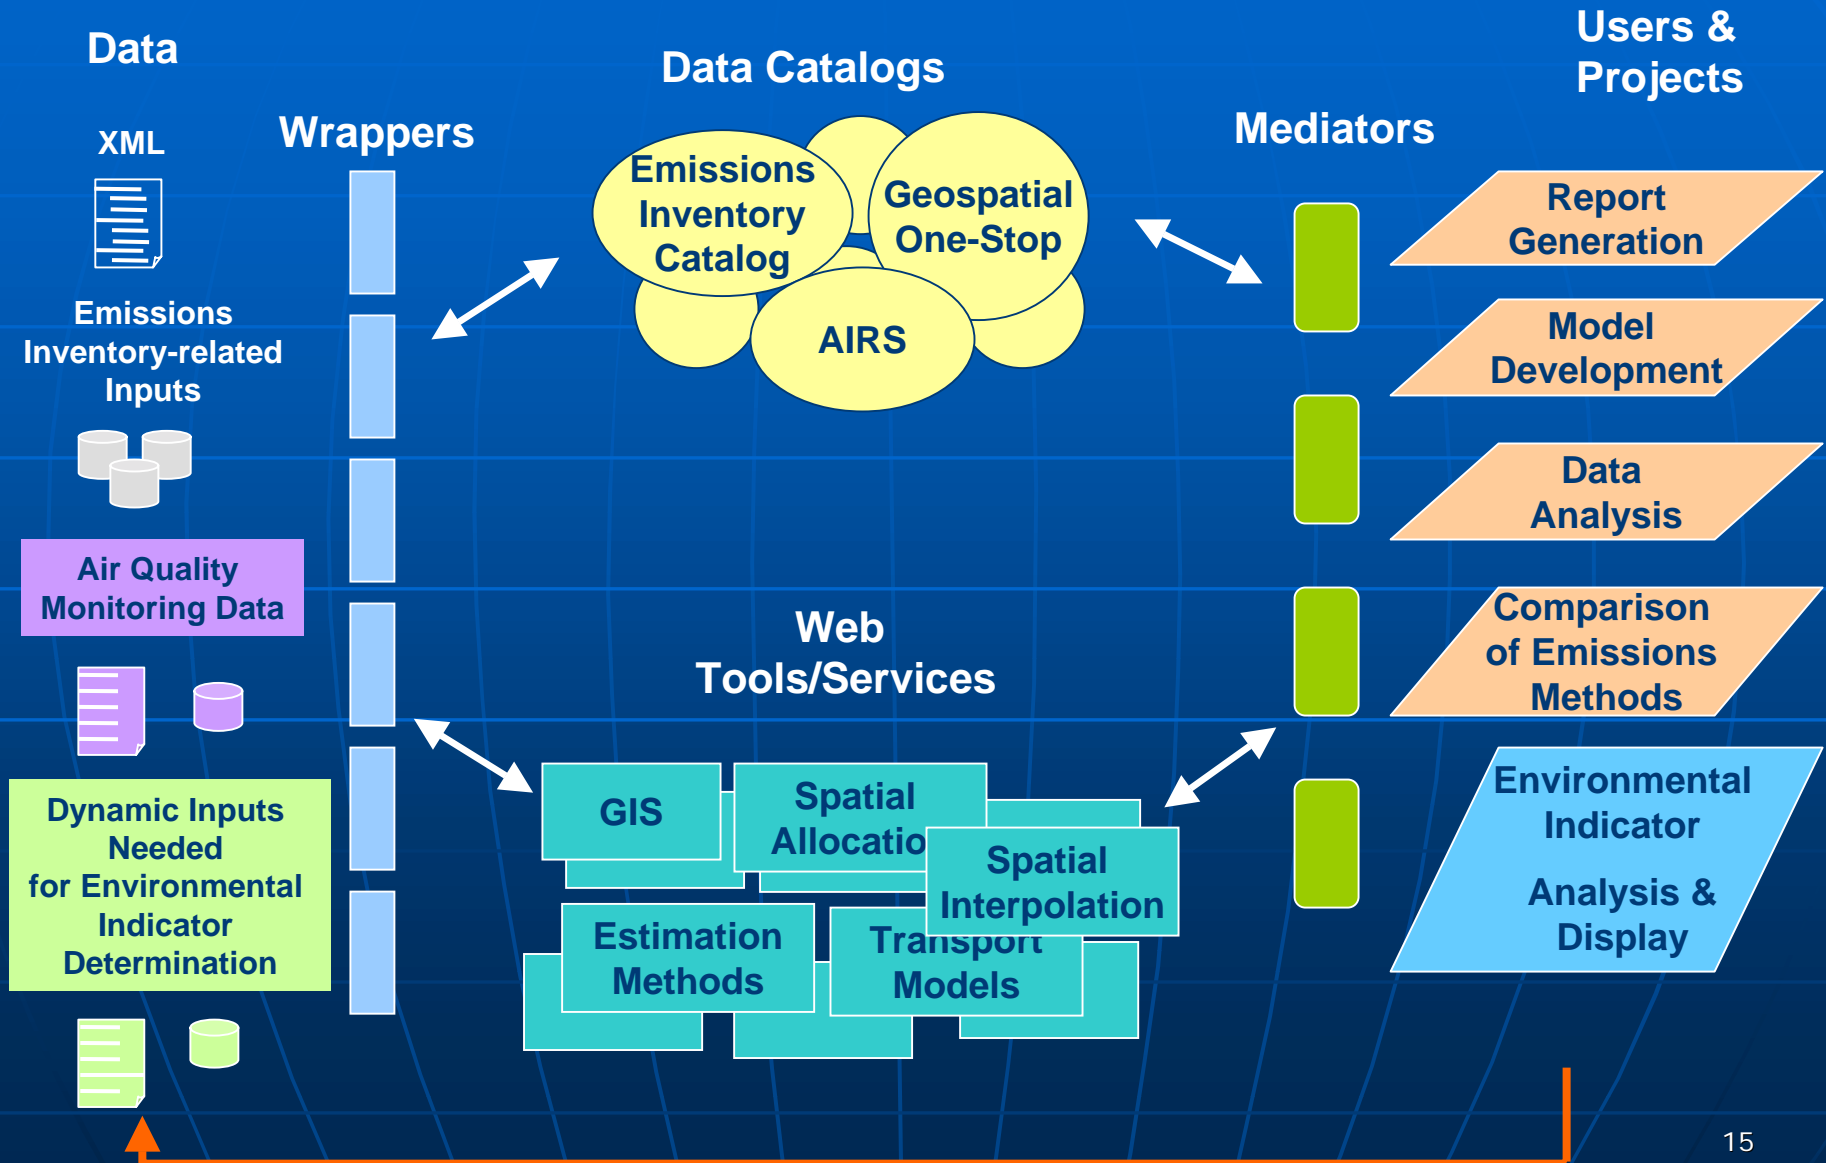 Data
XML
Emissions
Inventory-related
Inputs
Air Quality
Monitoring Data
Dynamic Inputs
Needed
for Environmental
Indicator
Determination
Wrappers
Data Catalogs
Emissions
Inventory
Catalog
Geospatial
One-Stop
AIRS
Web
Tools/Services
GIS
Spatial
Allocatio
Spatial
Interpolation
Estimation
Methods
Transport
Models
Mediators
Users &
Projects
Report
Generation
Model
Development
Data
Analysis
Comparison
of Emissions
Methods
Environmental
Indicator
Analysis &
Display
15